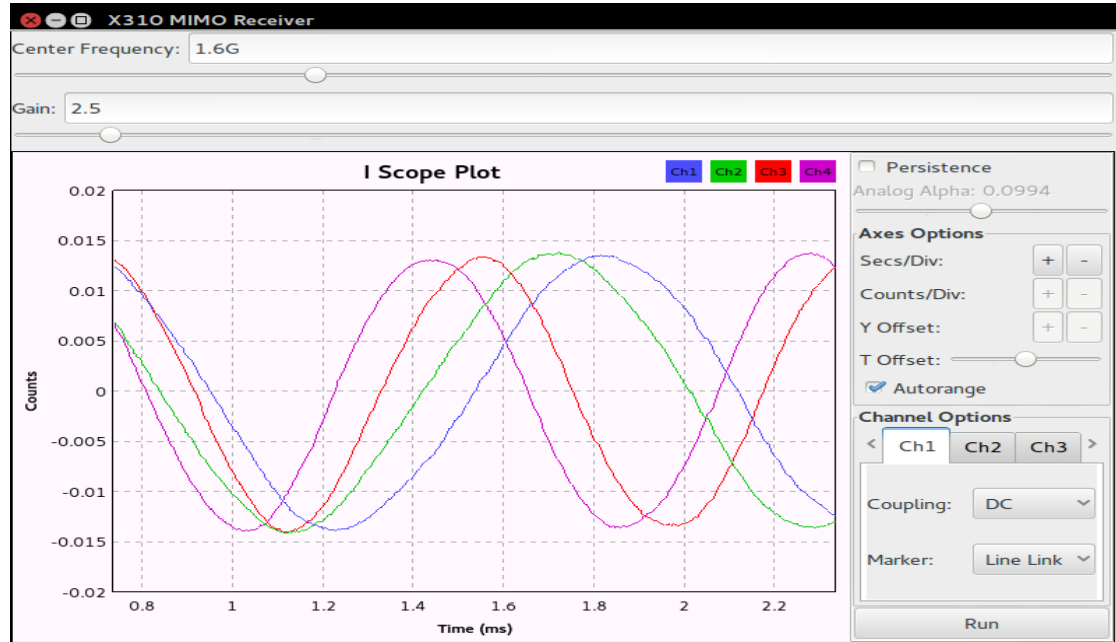 X310 MIMO Receiver
Center Frequency: 1.6G
Gain: 2.5
I Scope Plot
Ch1 Ch2 Ch3 Ch4
0.02
0.015
0.01
0.005
0
-0.005
-0.01
-0.015
-0.02
Counts
0.8 1 1.2 1.4 1.6 1.8 2 2.2
Time (ms)
Persistence
Analog Alpha: 0.0994
Axes Options
Secs/Div: + -
Counts/Div: + -
Y Offset: + -
T Offset:
Autorange
Channel Options
< Ch1 Ch2 Ch3 >
Coupling: DC
Marker: Line Link
Run